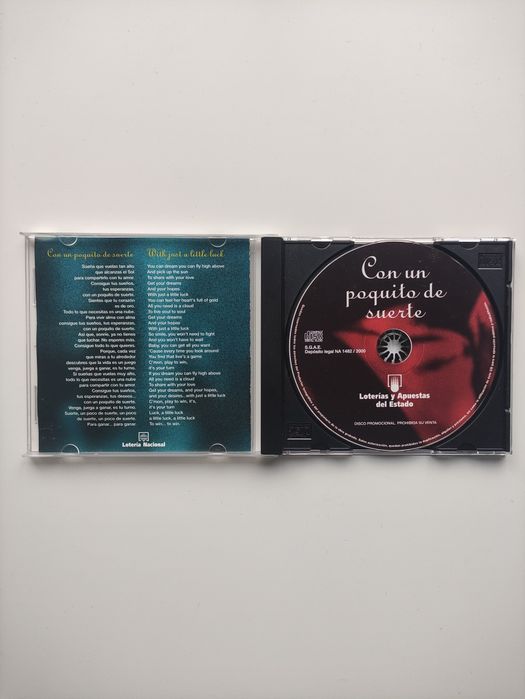 Con un poquito de suerte
Sueña que vuelas tan alto
que alcanzas el Sol
para compartirlo con tu amor.
Consigue tus sueños,
tus esperanzas,
con un poquito de suerte.
Sientes que tu corazón
es de oro.
Todo lo que necesitas es una nube.
Para vivir alma con alma
consigue tus sueños, tus esperanzas,
con un poquito de suerte.
Así que, sonríe, ya no tienes
que luchar. No esperes más.
Consigue todo lo que quieres.
Porque, cada vez
que miras a tu alrededor
descubres que la vida es un juego
venga, juega a ganar, es tu turno.
Si sueñas que vuelas muy alto,
todo lo que necesitas es una nube
para compartir con tu amor.
Consigue tus sueños,
tus esperanzas, tus deseos...
con un poquito de suerte.
Venga, juega a ganar, es tu turno.
Suerte, un poquito de suerte, un poco
de suerte, un poco de suerte.
Para ganar... para ganar.
With just a little luck
You can dream you can fly high above
And pick up the sun
To share with your love
Get your dreams
And your hopes
With just a little luck
You can feel her heart's full of gold
All you need is a cloud
To live soul to soul
Get your dreams
And your hopes
With just a little luck
So smile, you won't need to fight
And you won't have to wait
Baby, you can get all you want
'Cause every time you look around
You find that live's a game
C'mon, play to win,
it's your turn
If you dream you can fly high above
All you need is a cloud
To share with your love
Get your dreams, and your hopes,
and your desires.. with just a little luck
C'mon, play to win, it's,
it's your turn
Luck, a little luck
a little luck, a little luck
To win... to win.
Lotería Nacional
Con un
poquito de
suerte
S.G.A.E.
Depósito legal NA 1482 / 2000
Loterías y Apuestas
del Estado
DISCO PROMOCIONAL. PROHIBIDA SU VENTA